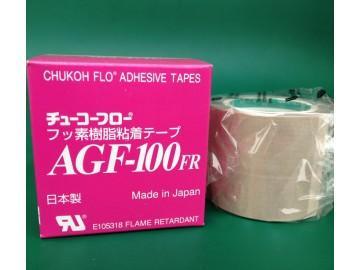 CHUKOH FLO® ADHESIVE TAPES
チューコーフロー®
フッ素樹脂粘着テープ
AGF-100FR
日本製 Made in Japan
RU®
E105318 FLAME RETARDANT